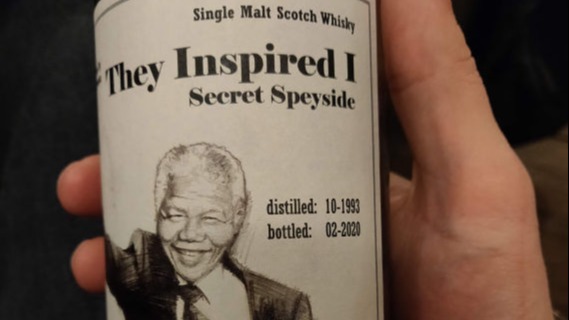 Single Malt Scotch Whisky
They Inspired I
Secret Speyside
distilled: 10-1993
bottled: 02-2020